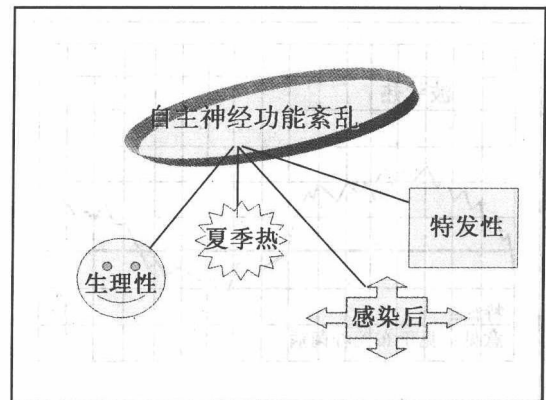 自主神经功能紊乱
夏季热
特发性
生理性
感染后